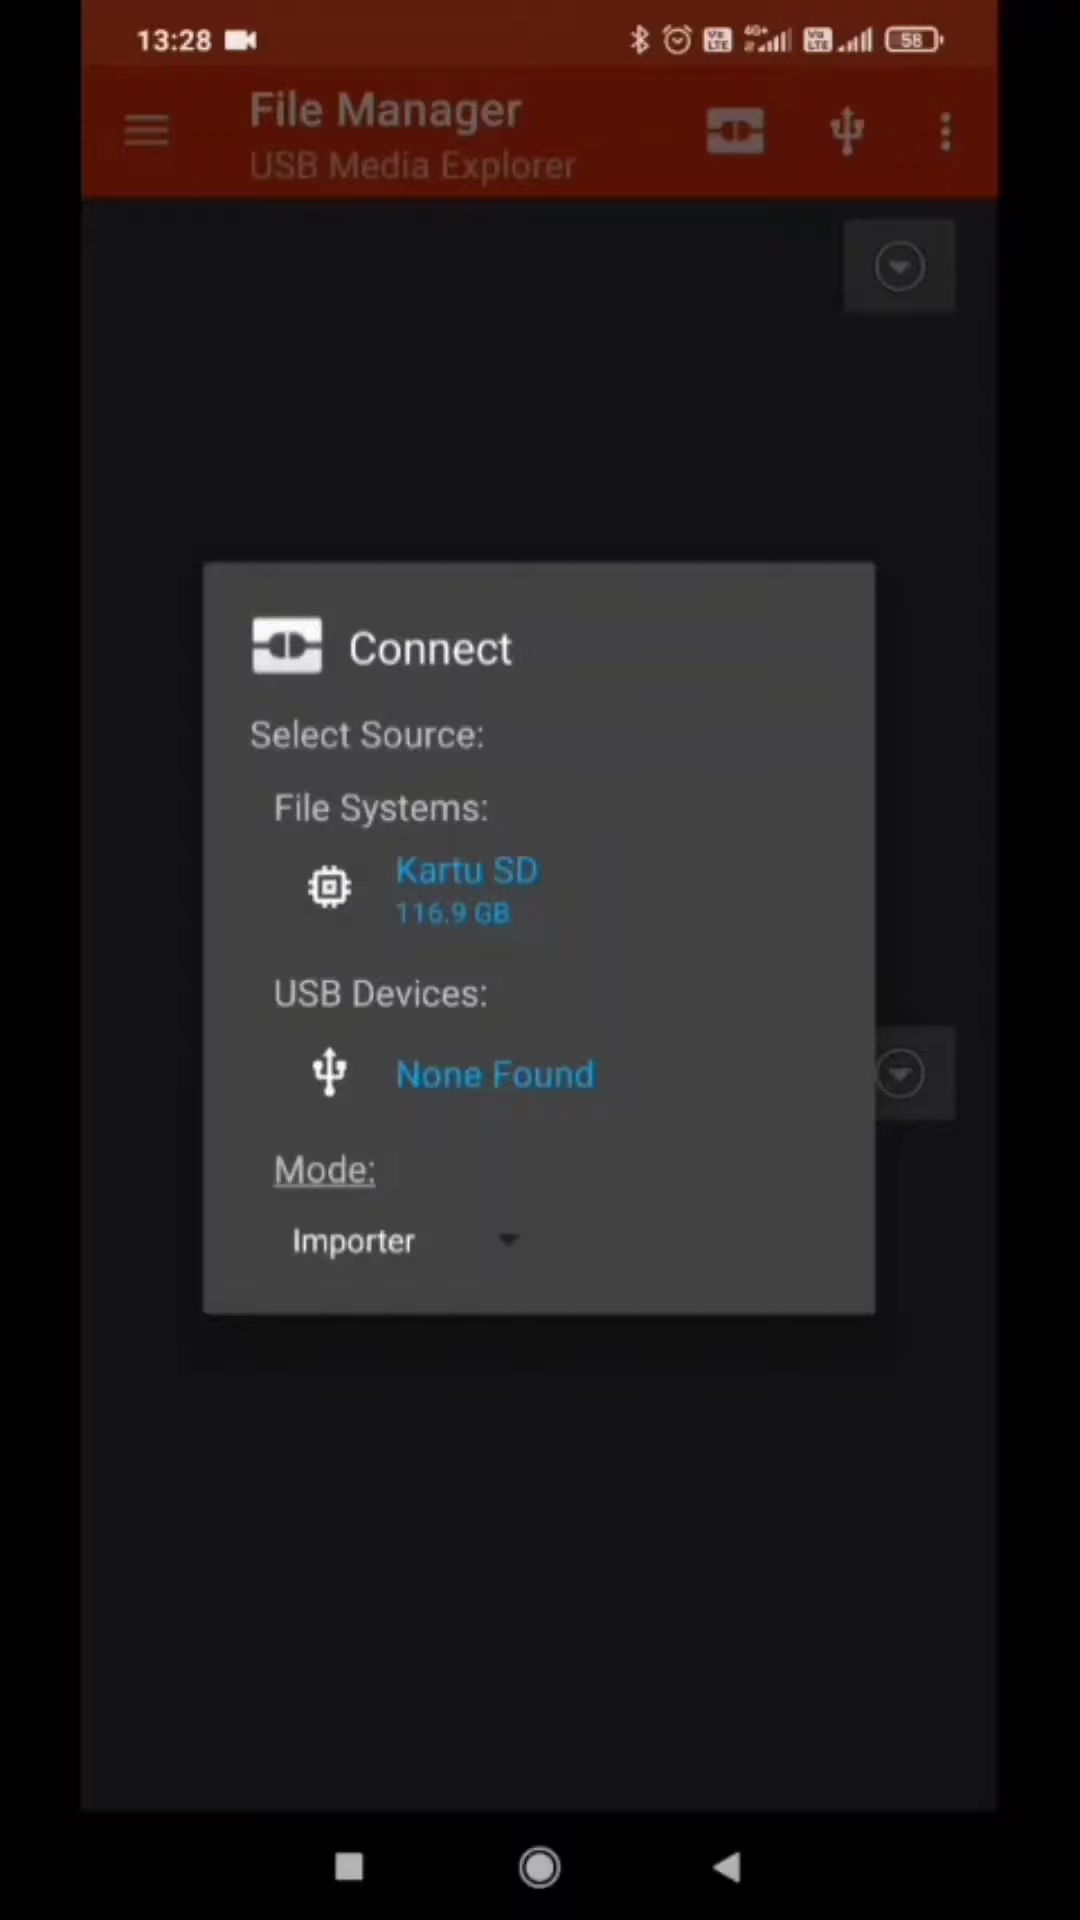 13:28
58
File Manager
USB Media Explorer
Connect
Select Source:
File Systems:
Kartu SD
116.9 GB
USB Devices:
None Found
Mode:
Importer